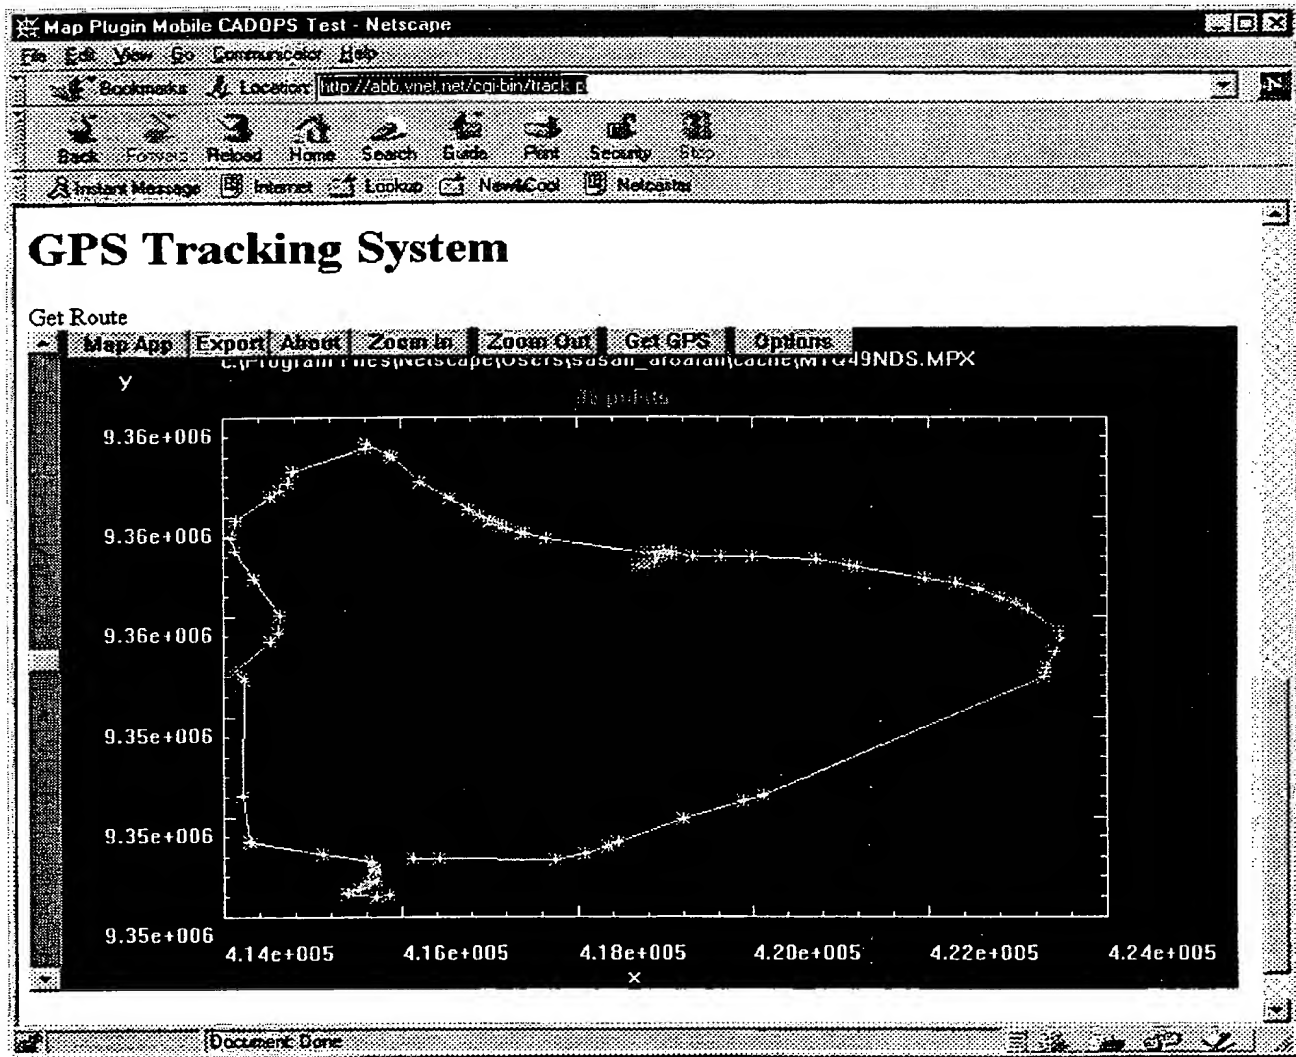 Map Plugin Mobile CADOPS Test - Netscape
File Edit View Go Communicator Help
Bookmarks Location: http://abb.vnet.net/cgi-bin/track.p
Back Forward Reload Home Search Guide Print Security Stop
Instant Message Internet Lookup New&Cool Netcaster
GPS Tracking System
Get Route
Map App Export About Zoom In Zoom Out Get GPS Options
y
points
9.36e+006
9.36e+006
9.36e+006
9.35e+006
9.35e+006
9.35e+006
4.14e+005 4.16e+005 4.18e+005 4.20e+005 4.22e+005 4.24e+005
x
Document: Done